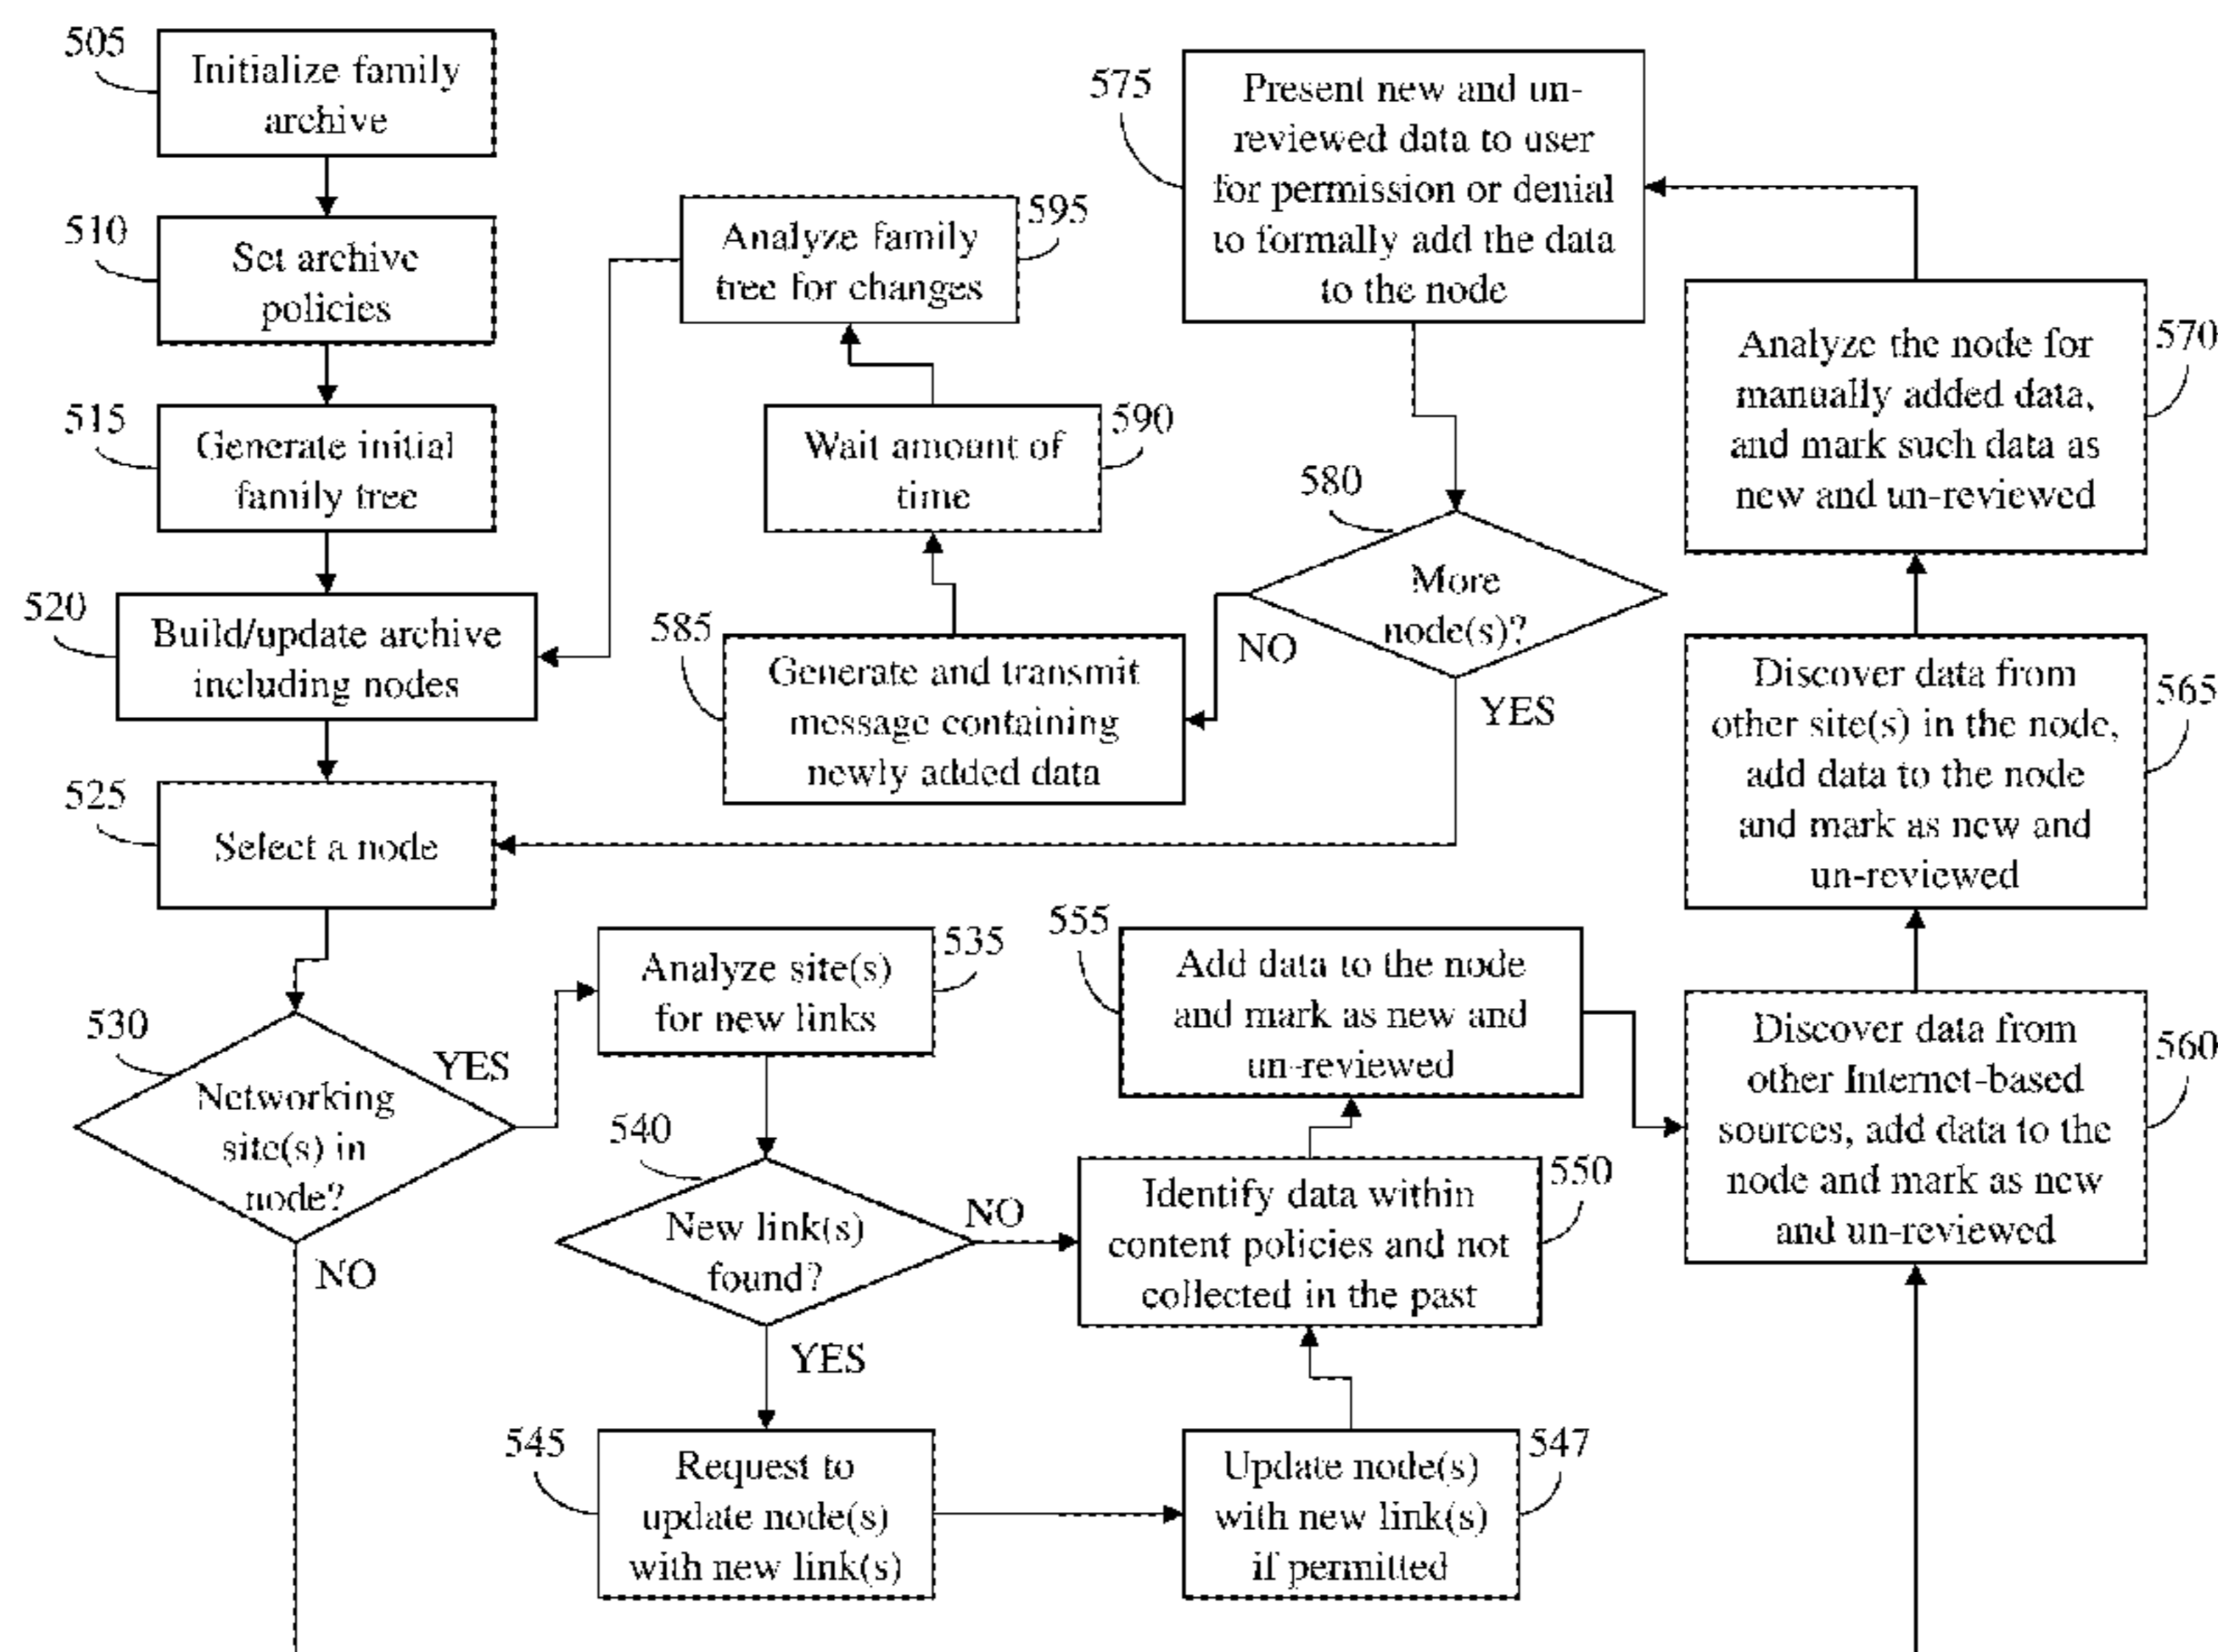 505
Initialize family
archive
510
Set archive
policies
515
Generate initial
family tree
520
Build/update archive
including nodes
525
Select a node
530
Networking
site(s) in
node?
YES
NO
535
Analyze site(s)
for new links
540
New link(s)
found?
NO
YES
545
Request to
update node(s)
with new link(s)
547
Update node(s)
with new link(s)
if permitted
550
Identify data within
content policies and not
collected in the past
555
Add data to the node
and mark as new and
un-reviewed
560
Discover data from
other Internet-based
sources, add data to the
node and mark as new
and un-reviewed
565
Discover data from
other site(s) in the node,
add data to the node
and mark as new and
un-reviewed
570
Analyze the node for
manually added data,
and mark such data as
new and un-reviewed
575
Present new and un-
reviewed data to user
for permission or denial
to formally add the data
to the node
580
More
node(s)?
NO
YES
585
Generate and transmit
message containing
newly added data
590
Wait amount of
time
595
Analyze family
tree for changes